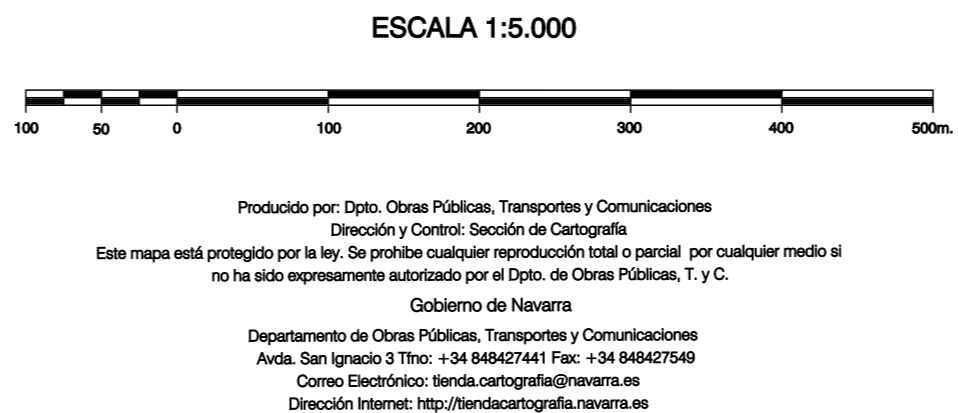 ESCALA 1:5.000
100 50 0 100 200 300 400 500m.
Producido por: Dpto. Obras Públicas, Transportes y Comunicaciones
Dirección y Control: Sección de Cartografía
Este mapa está protegido por la ley. Se prohibe cualquier reproducción total o parcial por cualquier medio si
no ha sido expresamente autorizado por el Dpto. de Obras Públicas, T. y C.
Gobierno de Navarra
Departamento de Obras Públicas, Transportes y Comunicaciones
Avda. San Ignacio 3 Tfno: +34 848427441 Fax: +34 848427549
Correo Electrónico: tienda.cartografia@navarra.es
Dirección Internet: http://tiendacartografia.navarra.es